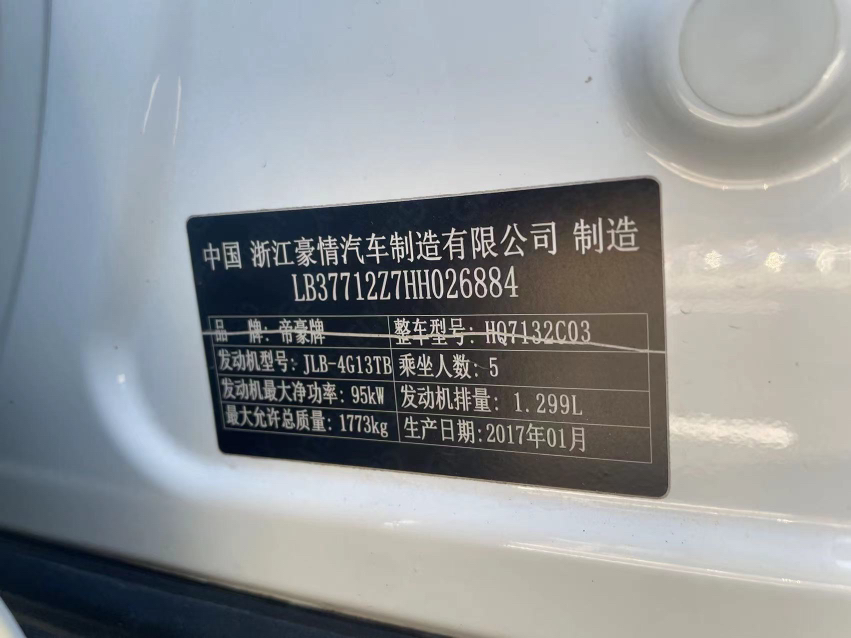 中国 浙江豪情汽车制造有限公司 制造
LB37712Z7HH026884
品 牌: 帝豪牌 整车型号: HQ7132C03
发动机型号: JLB-4G13TB 乘坐人数: 5
发动机最大净功率: 95kW 发动机排量: 1.299L
最大允许总质量: 1773kg 生产日期: 2017年01月